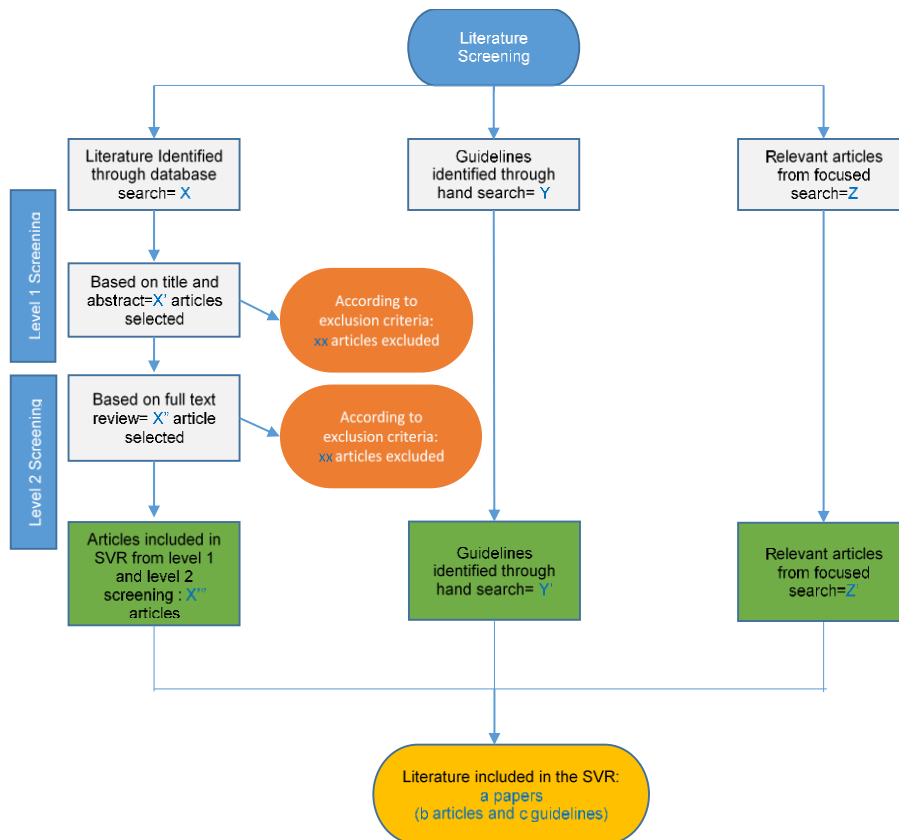 Literature
Screening
Literature Identified
through database
search= X
Guidelines
identified through
hand search= Y
Relevant articles
from focused
search=Z
Level 1 Screening
Based on title and
abstract=X' articles
selected
According to
exclusion criteria:
xx articles excluded
Level 2 Screening
Based on full text
review= X'' article
selected
According to
exclusion criteria:
xx articles excluded
Articles included in
SVR from level 1
and level 2
screening : X''' 
articles
Guidelines
identified through
hand search= Y'
Relevant articles
from focused
search=Z'
Literature included in the SVR:
a papers
(b articles and c guidelines)